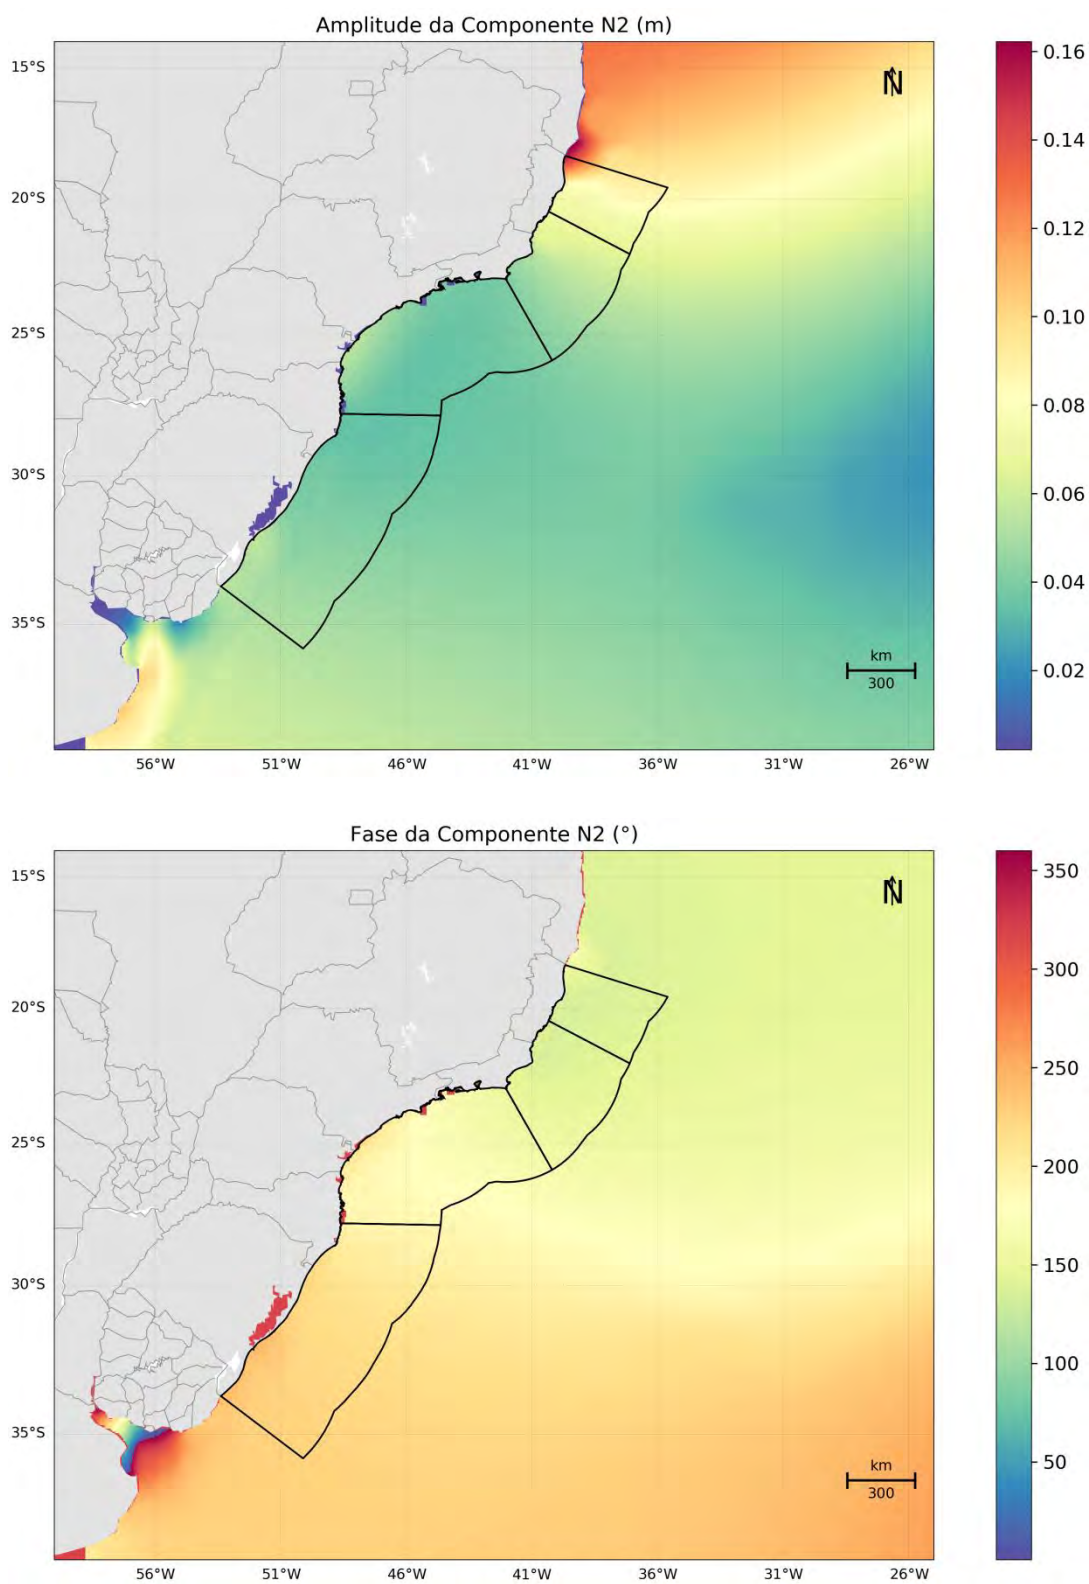 Amplitude da Componente N2 (m)
15°S
20°S
25°S
30°S
35°S
N
km
300
56°W 51°W 46°W 41°W 36°W 31°W 26°W
0.16
0.14
0.12
0.10
0.08
0.06
0.04
0.02
Fase da Componente N2 (°)
15°S
20°S
25°S
30°S
35°S
N
km
300
56°W 51°W 46°W 41°W 36°W 31°W 26°W
350
300
250
200
150
100
50